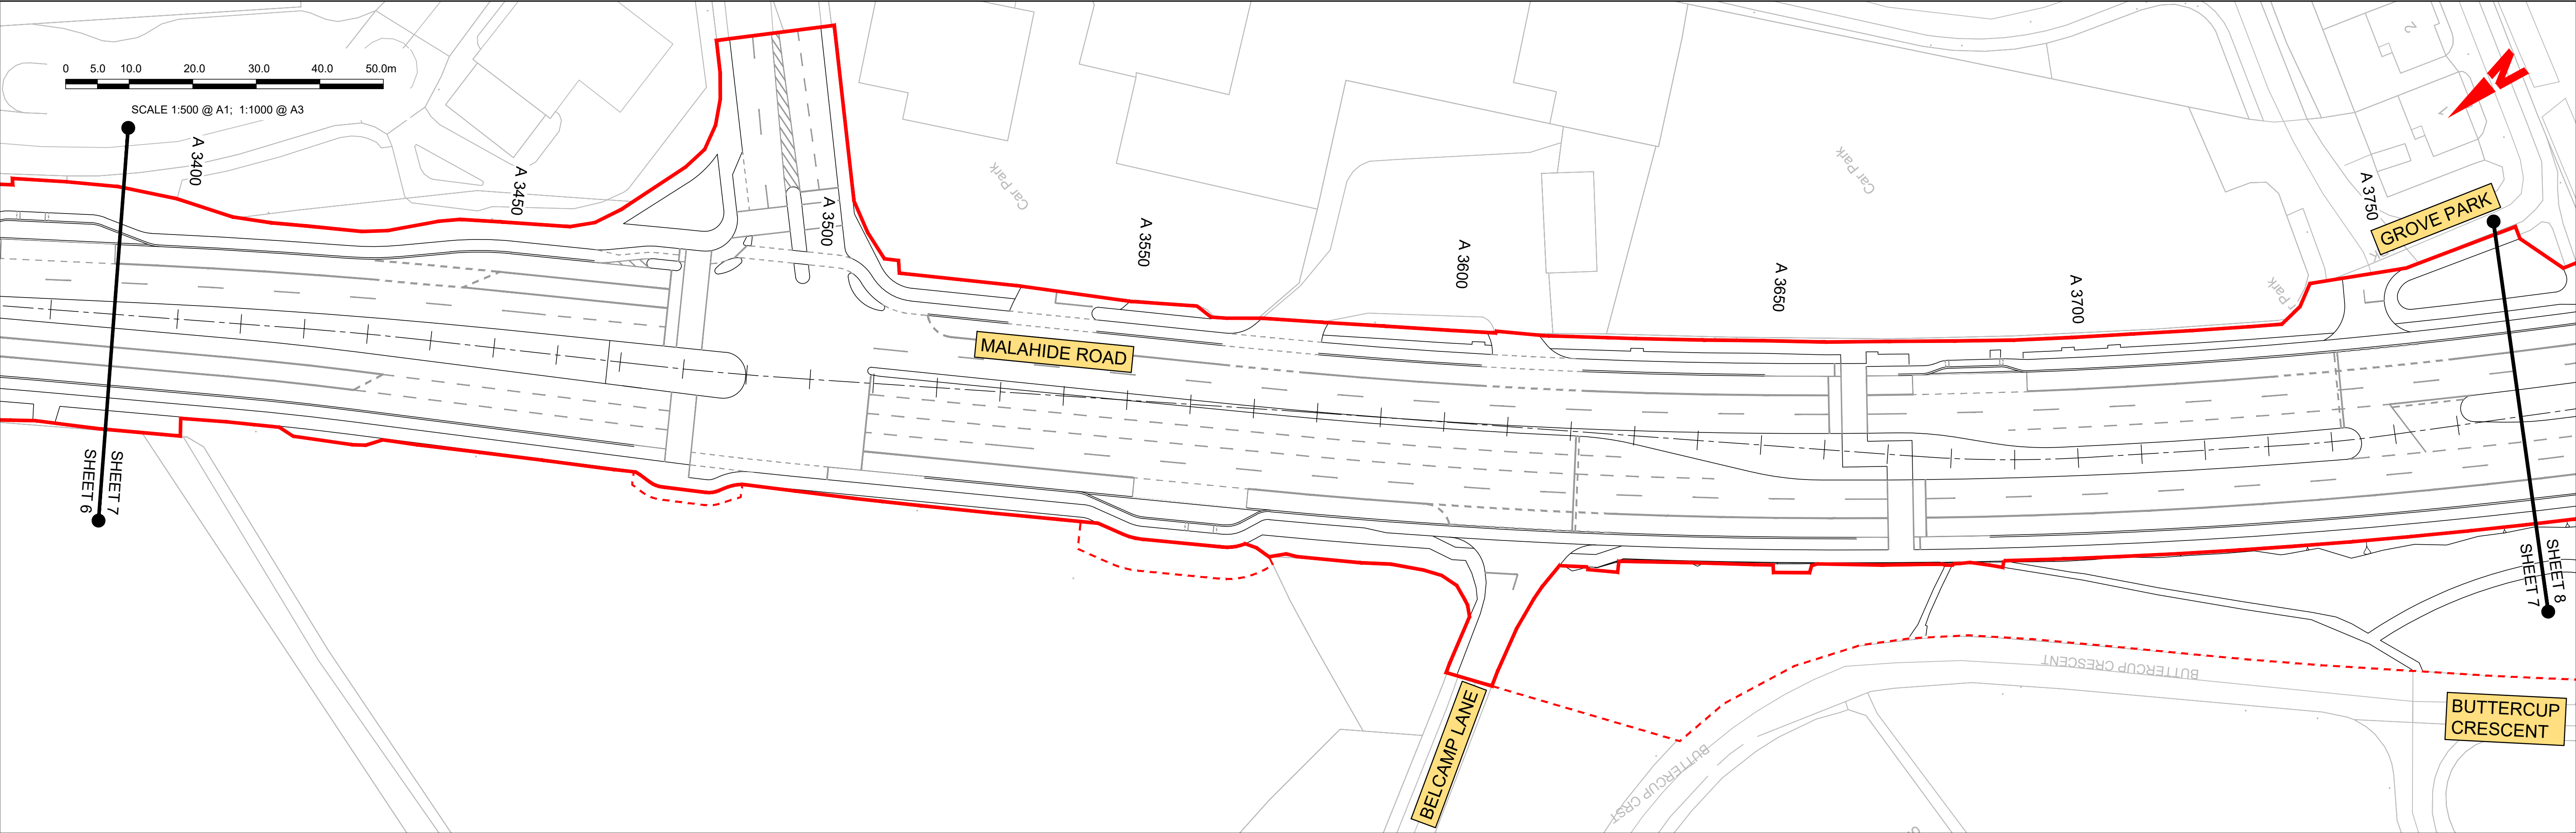 0 5.0 10.0 20.0 30.0 40.0 50.0m
SCALE 1:500 @ A1; 1:1000 @ A3
A 3400
A 3450
A 3500
A 3550
A 3600
A 3650
A 3700
A 3750
Car Park
Car Park
Park
2
1
N
GROVE PARK
MALAHIDE ROAD
SHEET 7
SHEET 6
SHEET 8
SHEET 7
BELCAMP LANE
BUTTERCUP CRESCENT
BUTTERCUP CRST
BUTTERCUP
CRESCENT